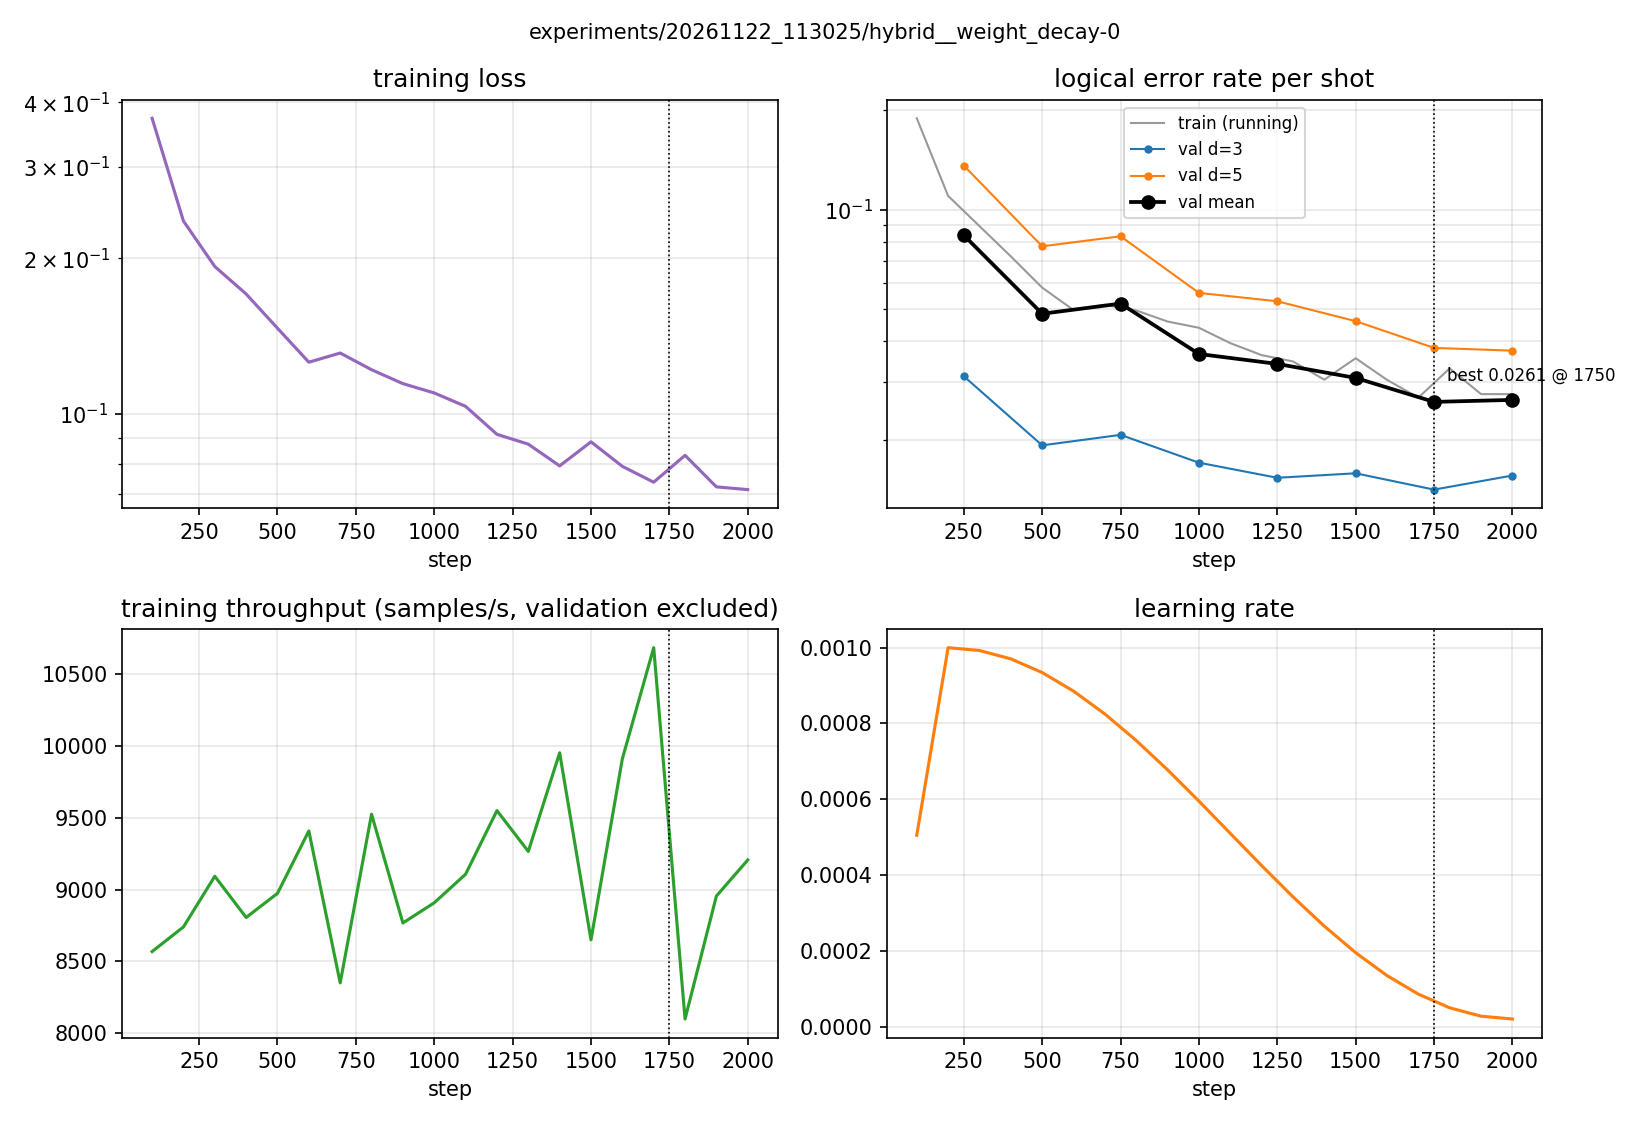 experiments/20261122_113025/hybrid__weight_decay-0
training loss
4 × 10⁻¹
3 × 10⁻¹
2 × 10⁻¹
10⁻¹
250 500 750 1000 1250 1500 1750 2000
step
logical error rate per shot
train (running)
val d=3
val d=5
val mean
10⁻¹
best 0.0261 @ 1750
250 500 750 1000 1250 1500 1750 2000
step
training throughput (samples/s, validation excluded)
10500
10000
9500
9000
8500
8000
250 500 750 1000 1250 1500 1750 2000
step
learning rate
0.0010
0.0008
0.0006
0.0004
0.0002
0.0000
250 500 750 1000 1250 1500 1750 2000
step